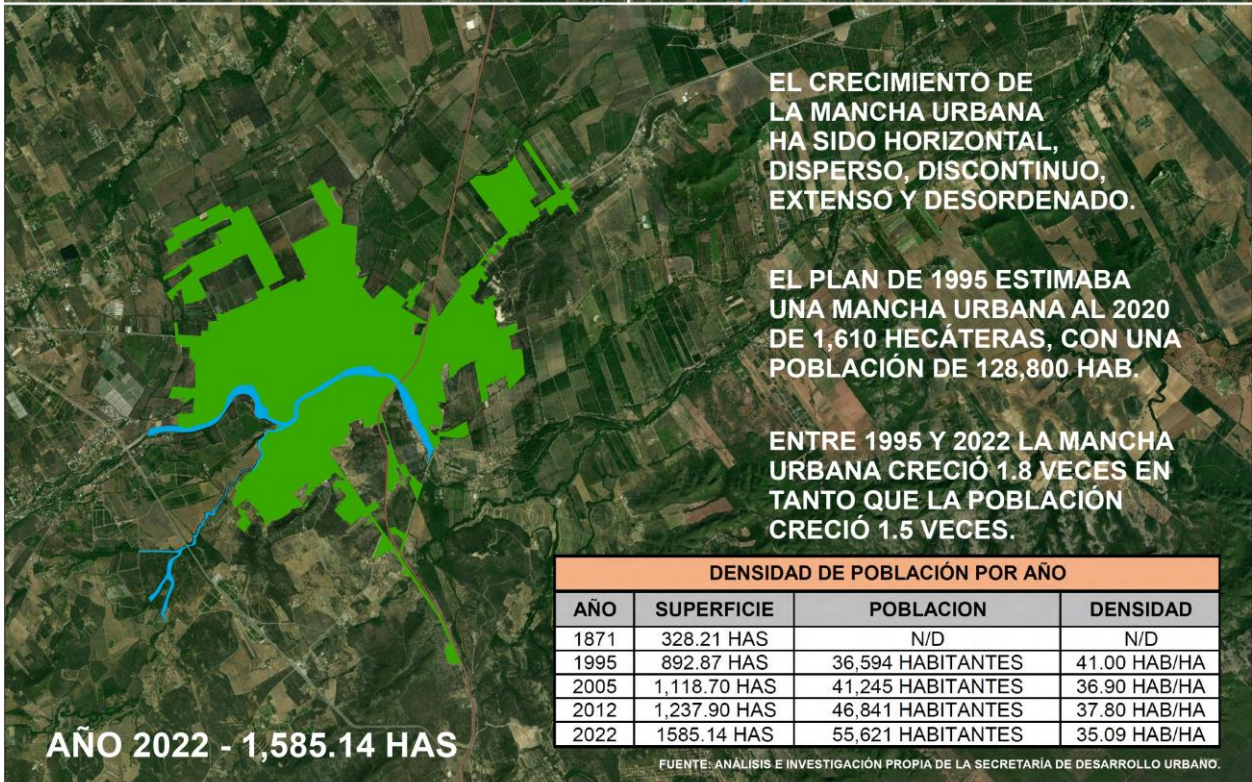 EL CRECIMIENTO DE
LA MANCHA URBANA
HA SIDO HORIZONTAL,
DISPERSO, DISCONTINUO,
EXTENSO Y DESORDENADO.
EL PLAN DE 1995 ESTIMABA
UNA MANCHA URBANA AL 2020
DE 1,610 HECÁTERAS, CON UNA
POBLACIÓN DE 128,800 HAB.
ENTRE 1995 Y 2022 LA MANCHA
URBANA CRECIÓ 1.8 VECES EN
TANTO QUE LA POBLACIÓN
CRECIÓ 1.5 VECES.
DENSIDAD DE POBLACIÓN POR AÑO
AÑO SUPERFICIE POBLACION DENSIDAD
1871 328.21 HAS N/D N/D
1995 892.87 HAS 36,594 HABITANTES 41.00 HAB/HA
2005 1,118.70 HAS 41,245 HABITANTES 36.90 HAB/HA
2012 1,237.90 HAS 46,841 HABITANTES 37.80 HAB/HA
2022 1585.14 HAS 55,621 HABITANTES 35.09 HAB/HA
AÑO 2022 - 1,585.14 HAS
FUENTE: ANÁLISIS E INVESTIGACIÓN PROPIA DE LA SECRETARÍA DE DESARROLLO URBANO.